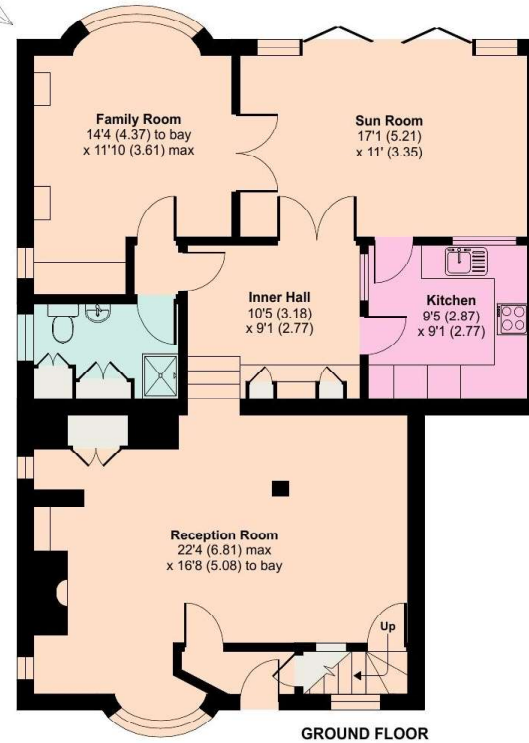 Family Room
14'4 (4.37) to bay
x 11'10 (3.61) max
Sun Room
17'1 (5.21)
x 11' (3.35)
Inner Hall
10'5 (3.18)
x 9'1 (2.77)
Kitchen
9'5 (2.87)
x 9'1 (2.77)
Reception Room
22'4 (6.81) max
x 16'8 (5.08) to bay
Up
GROUND FLOOR